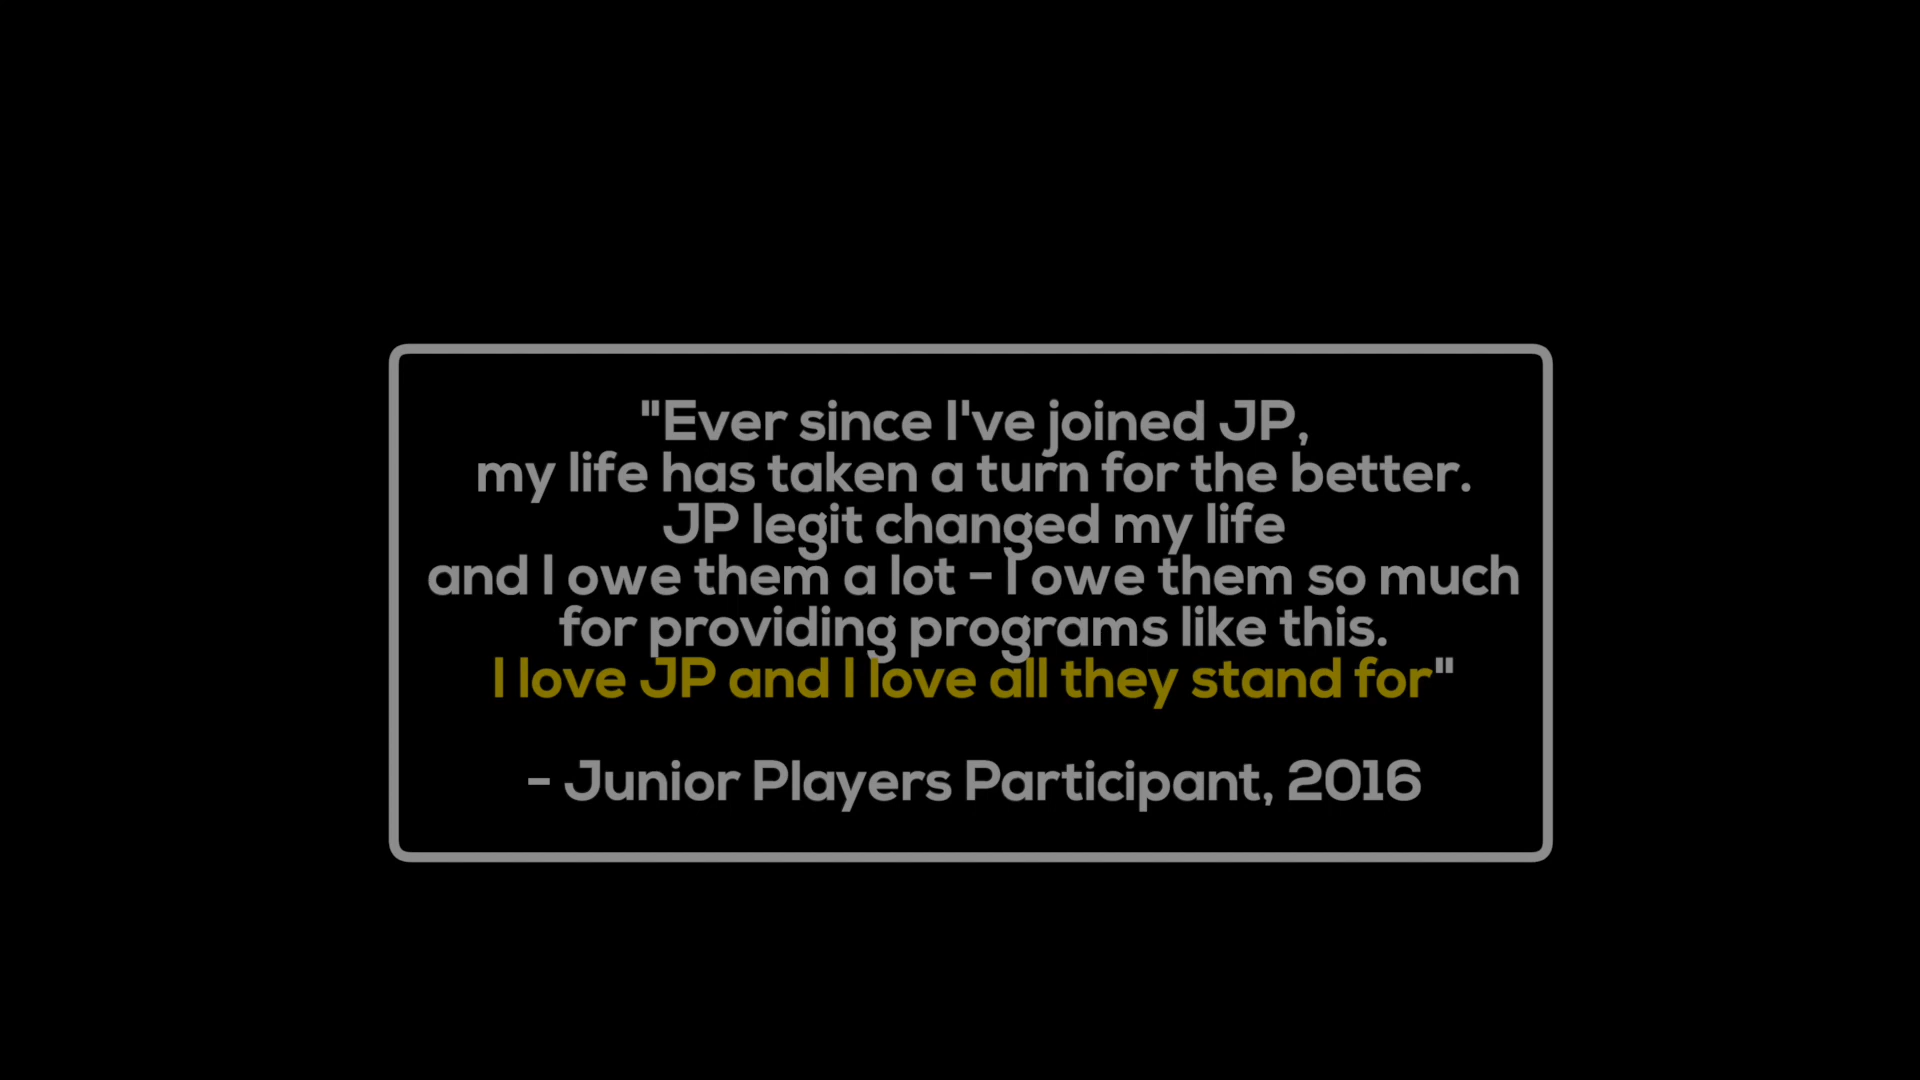 "Ever since I've joined JP,
my life has taken a turn for the better.
JP legit changed my life
and I owe them a lot - I owe them so much
for providing programs like this.
I love JP and I love all they stand for"
- Junior Players Participant, 2016